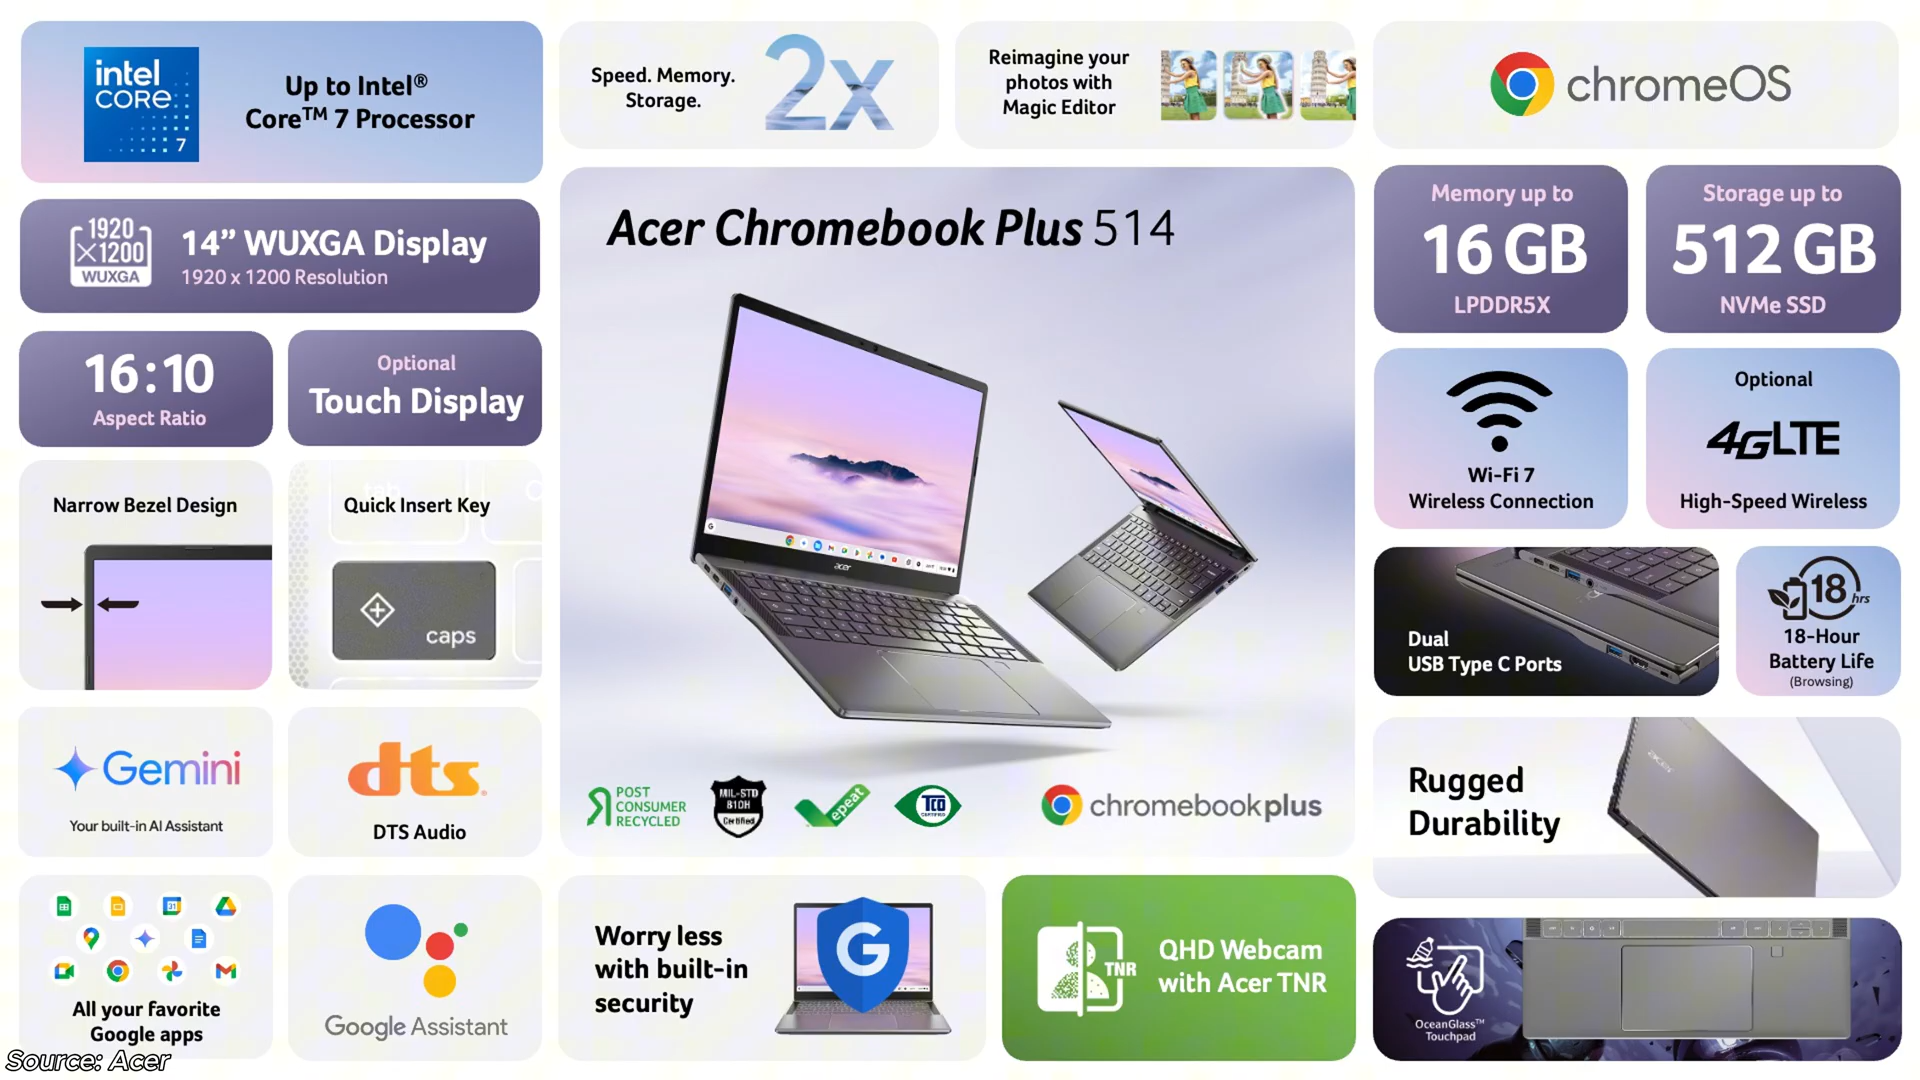 intel
CORE
7
Up to Intel®
Core™ 7 Processor
Speed. Memory.
Storage.
2x
Reimagine your
photos with
Magic Editor
chromeOS
1920
×1200
WUXGA
14” WUXGA Display
1920 x 1200 Resolution
16:10
Aspect Ratio
Optional
Touch Display
Narrow Bezel Design
Quick Insert Key
tab
caps
Gemini
Your built-in AI Assistant
dts
DTS Audio
All your favorite
Google apps
Google Assistant
Acer Chromebook Plus 514
acer
POST
CONSUMER
RECYCLED
MIL-STD
810H
Certified
epeat
TCO
CERTIFIED
chromebookplus
Worry less
with built-in
security
G
TNR
QHD Webcam
with Acer TNR
Memory up to
16 GB
LPDDR5X
Storage up to
512 GB
NVMe SSD
Wi-Fi 7
Wireless Connection
Optional
4G LTE
High-Speed Wireless
Dual
USB Type C Ports
18 hrs
18-Hour
Battery Life
(Browsing)
Rugged
Durability
acer
OceanGlass™
Touchpad
Source: Acer